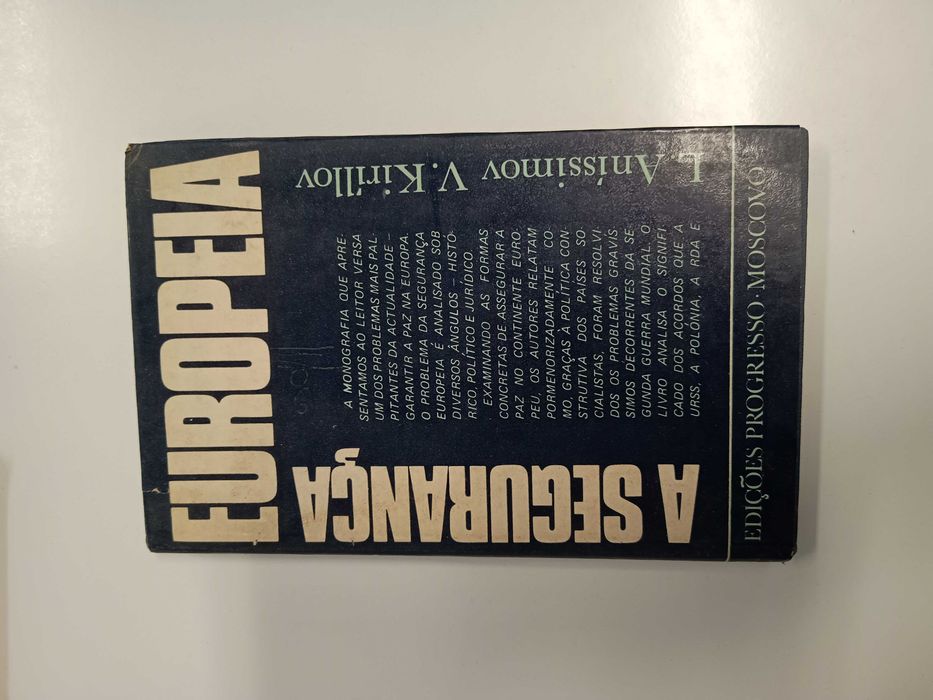 A SEGURANÇA
EUROPEIA
L. Aníssimov V. Kiríllov
A MONOGRAFIA QUE APRE-
SENTAMOS AO LEITOR VERSA
UM DOS PROBLEMAS MAIS PAL-
PITANTES DA ACTUALIDADE —
GARANTIR A PAZ NA EUROPA.
O PROBLEMA DA SEGURANÇA
EUROPEIA É ANALISADO SOB
DIVERSOS ÂNGULOS — HISTÓ-
RICO, POLÍTICO E JURÍDICO.
EXAMINANDO AS FORMAS
CONCRETAS DE ASSEGURAR A
PAZ NO CONTINENTE EURO-
PEU, OS AUTORES RELATAM
PORMENORIZADAMENTE CO-
MO, GRAÇAS À POLÍTICA CON-
STRUTIVA DOS PAÍSES SO
CIALISTAS, FORAM RESOLVI-
DOS OS PROBLEMAS GRAVÍS
SIMOS DECORRENTES DA SE-
GUNDA GUERRA MUNDIAL. O
LIVRO ANALISA O SIGNIFI
CADO DOS ACORDOS QUE A
URSS, A POLÓNIA, A RDA E
EDIÇÕES PROGRESSO · MOSCOVO